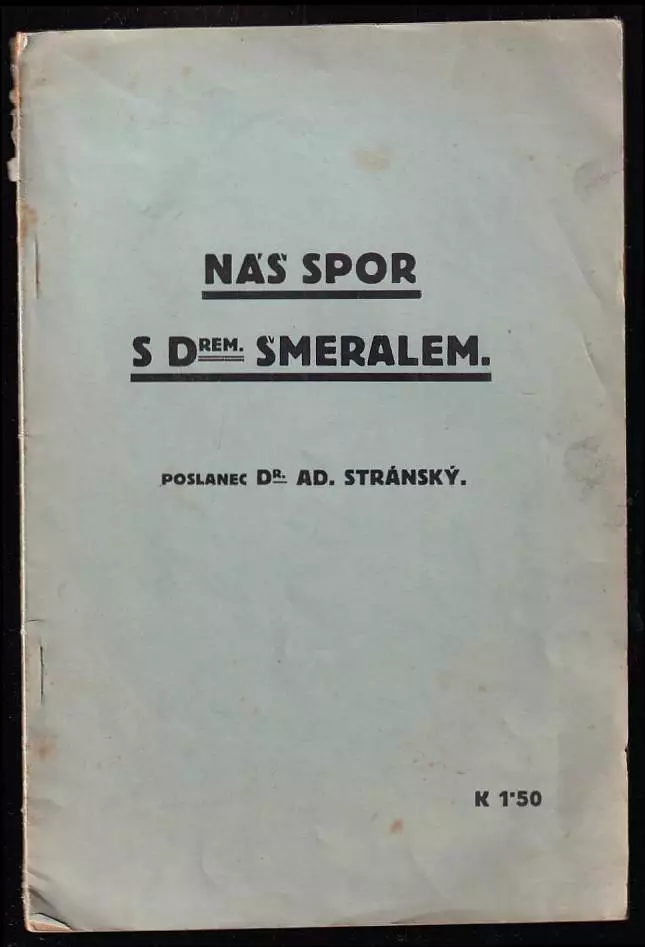 NÁŠ SPOR
S DREM. ŠMERALEM.
POSLANEC DR. AD. STRÁNSKÝ.
K 1·50